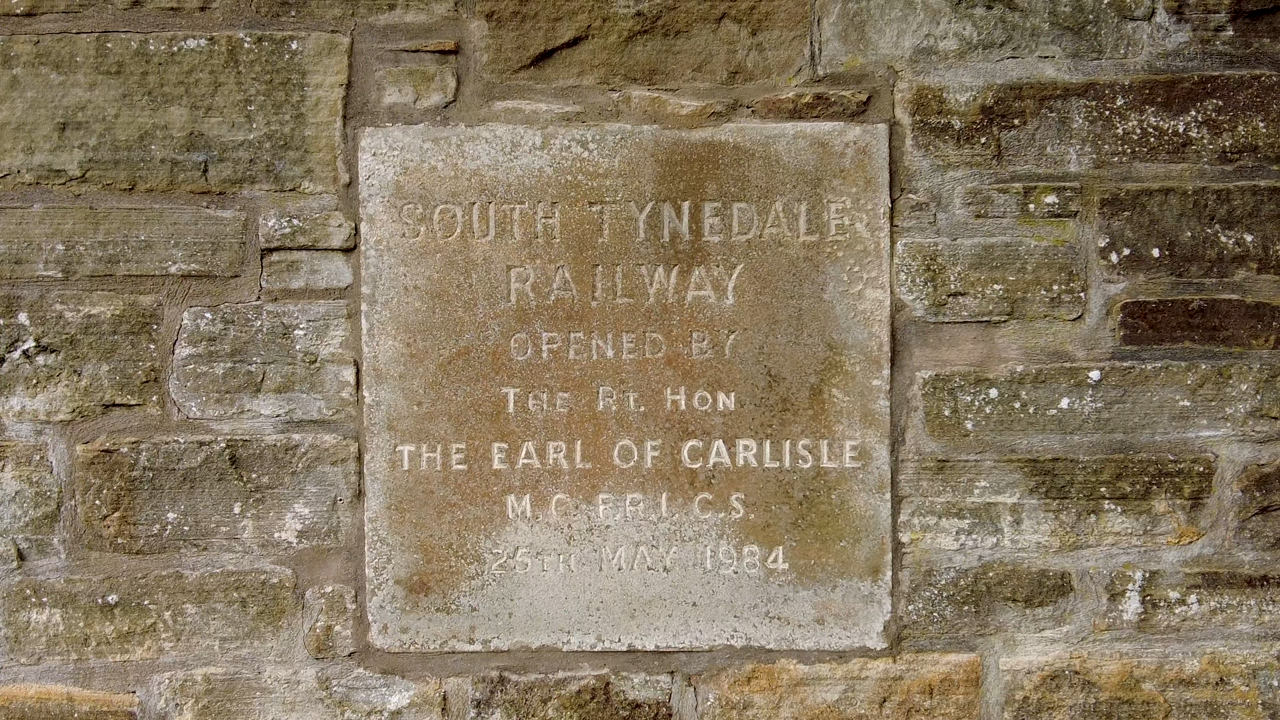 SOUTH TYNEDALE
RAILWAY
OPENED BY
THE RT. HON
THE EARL OF CARLISLE
M.C. F.R.I.C.S.
25TH MAY 1984